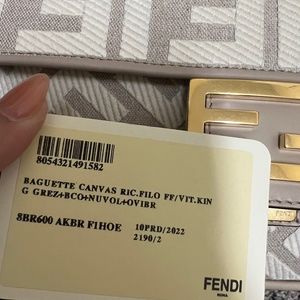 8054321491582
BAGUETTE CANVAS RIC.FILO FF/VIT.KIN
G GREZ+BCO+NUVOL+OVIBR
8BR600 AKBR F1HOE 10PRD/2022
2190/2
FENDI
ROMA